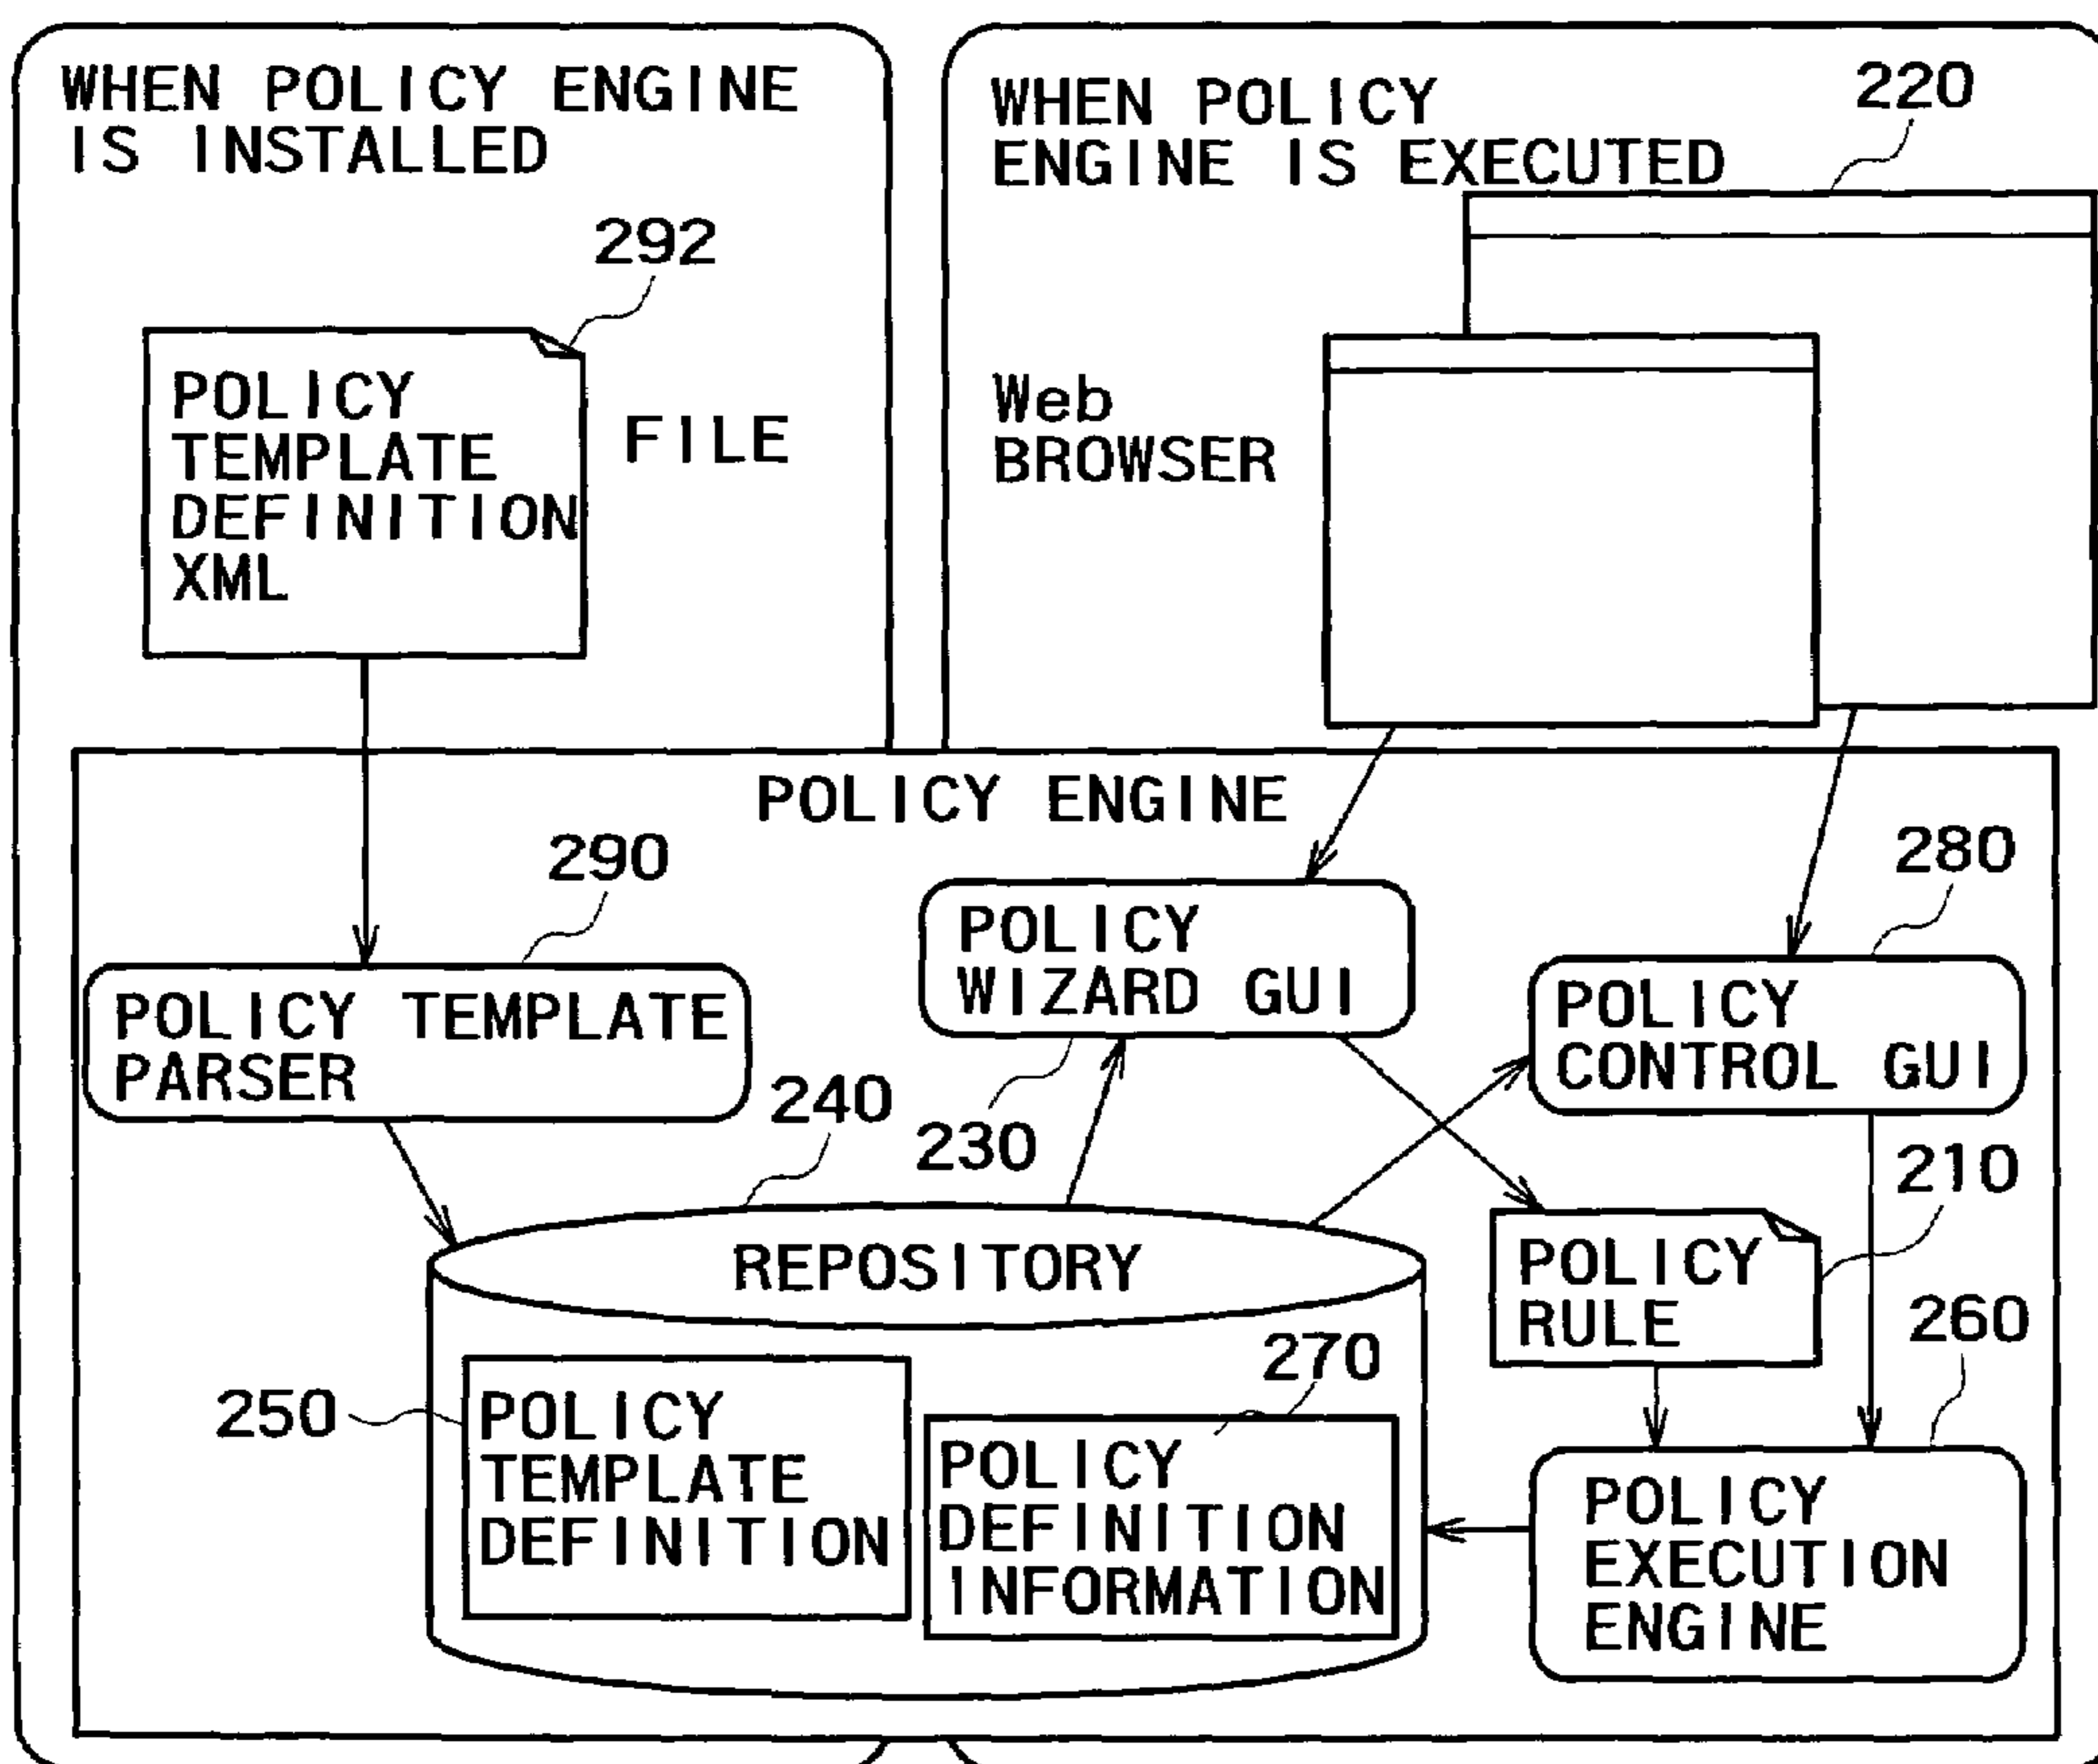 WHEN POLICY ENGINE
IS INSTALLED
292
POLICY
TEMPLATE
DEFINITION
XML
FILE
WHEN POLICY
ENGINE IS EXECUTED
220
Web
BROWSER
POLICY ENGINE
290
POLICY TEMPLATE
PARSER
POLICY
WIZARD GUI
230
280
POLICY
CONTROL GUI
240
REPOSITORY
210
POLICY
RULE
250
POLICY
TEMPLATE
DEFINITION
270
POLICY
DEFINITION
INFORMATION
260
POLICY
EXECUTION
ENGINE